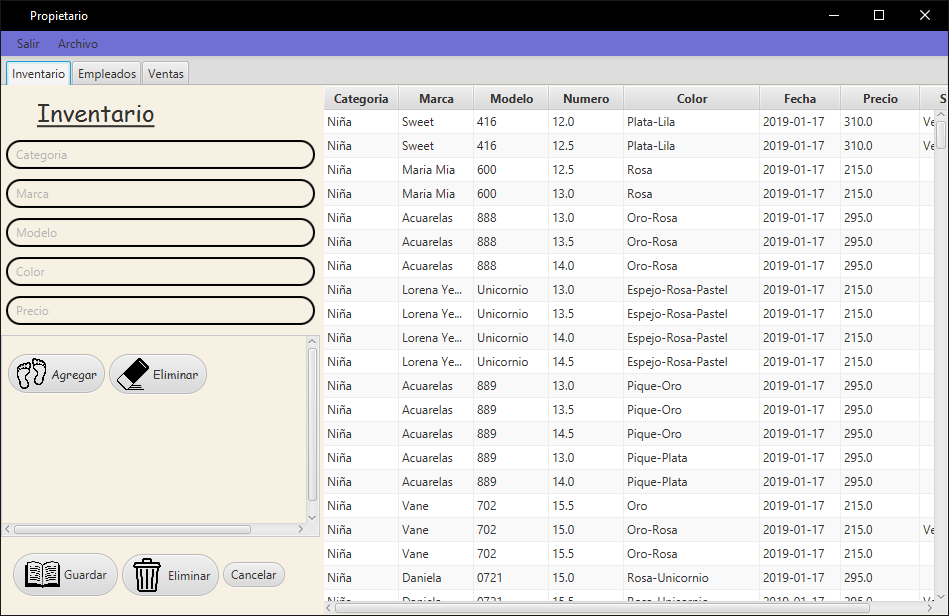 Propietario
Salir Archivo
Inventario Empleados Ventas
Inventario
Categoria
Marca
Modelo
Color
Precio
Agregar Eliminar
Guardar Eliminar Cancelar
Categoria Marca Modelo Numero Color Fecha Precio S
Niña Sweet 416 12.0 Plata-Lila 2019-01-17 310.0 Ve
Niña Sweet 416 12.5 Plata-Lila 2019-01-17 310.0 Ve
Niña Maria Mia 600 12.5 Rosa 2019-01-17 215.0
Niña Maria Mia 600 13.0 Rosa 2019-01-17 215.0
Niña Acuarelas 888 13.0 Oro-Rosa 2019-01-17 295.0
Niña Acuarelas 888 13.5 Oro-Rosa 2019-01-17 295.0
Niña Acuarelas 888 14.0 Oro-Rosa 2019-01-17 295.0
Niña Lorena Ye... Unicornio 13.0 Espejo-Rosa-Pastel 2019-01-17 215.0
Niña Lorena Ye... Unicornio 13.5 Espejo-Rosa-Pastel 2019-01-17 215.0
Niña Lorena Ye... Unicornio 14.0 Espejo-Rosa-Pastel 2019-01-17 215.0
Niña Lorena Ye... Unicornio 14.5 Espejo-Rosa-Pastel 2019-01-17 215.0
Niña Acuarelas 889 13.0 Pique-Oro 2019-01-17 295.0
Niña Acuarelas 889 13.5 Pique-Oro 2019-01-17 295.0
Niña Acuarelas 889 14.5 Pique-Oro 2019-01-17 295.0
Niña Acuarelas 889 13.0 Pique-Plata 2019-01-17 295.0
Niña Acuarelas 889 14.0 Pique-Plata 2019-01-17 295.0
Niña Vane 702 15.5 Oro 2019-01-17 215.0
Niña Vane 702 15.0 Oro-Rosa 2019-01-17 215.0 Ve
Niña Vane 702 15.5 Oro-Rosa 2019-01-17 215.0
Niña Daniela 0721 15.0 Rosa-Unicornio 2019-01-17 295.0
Niña Daniela 0721 15.5 Rosa-Unicornio 2019-01-17 295.0 Ve